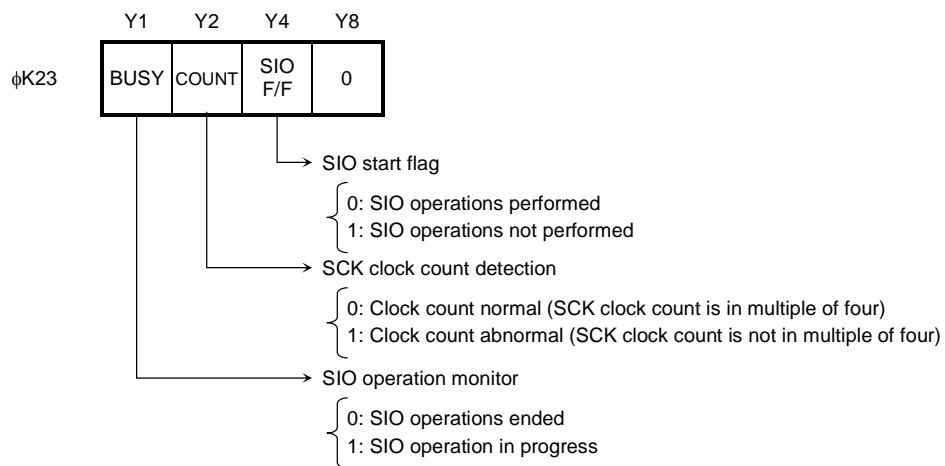 Y1 Y2 Y4 Y8
ϕK23 BUSY COUNT SIO F/F 0
SIO start flag
0: SIO operations performed
1: SIO operations not performed
SCK clock count detection
0: Clock count normal (SCK clock count is in multiple of four)
1: Clock count abnormal (SCK clock count is not in multiple of four)
SIO operation monitor
0: SIO operations ended
1: SIO operation in progress